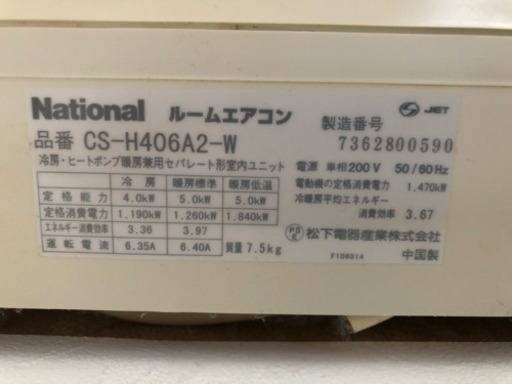 National ルームエアコン
品番 CS-H406A2-W
冷房・ヒートポンプ暖房兼用セパレート形室内ユニット
冷房 暖房標準 暖房低温
定格能力 4.0kW 5.0kW 5.0kW
定格消費電力 1.190kW 1.260kW 1.840kW
エネルギー消費効率 3.36 3.97
運転電流 6.35A 6.40A 質量 7.5kg
JET
製造番号
7362800590
電源 単相200V 50/60Hz
電動機の定格消費電力 1.470kW
冷暖房平均エネルギー
消費効率 3.67
PSE 松下電器産業株式会社
F108014 中国製